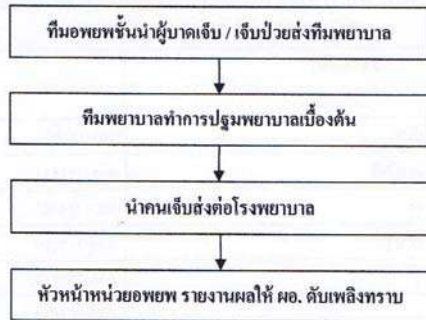 ทีมอพยพชั้นนำผู้บาดเจ็บ / เจ็บป่วยส่งทีมพยาบาล
ทีมพยาบาลทำการปฐมพยาบาลเบื้องต้น
นำคนเจ็บส่งต่อโรงพยาบาล
หัวหน้าหน่วยอพยพ รายงานผลให้ ผอ. ดับเพลิงทราบ